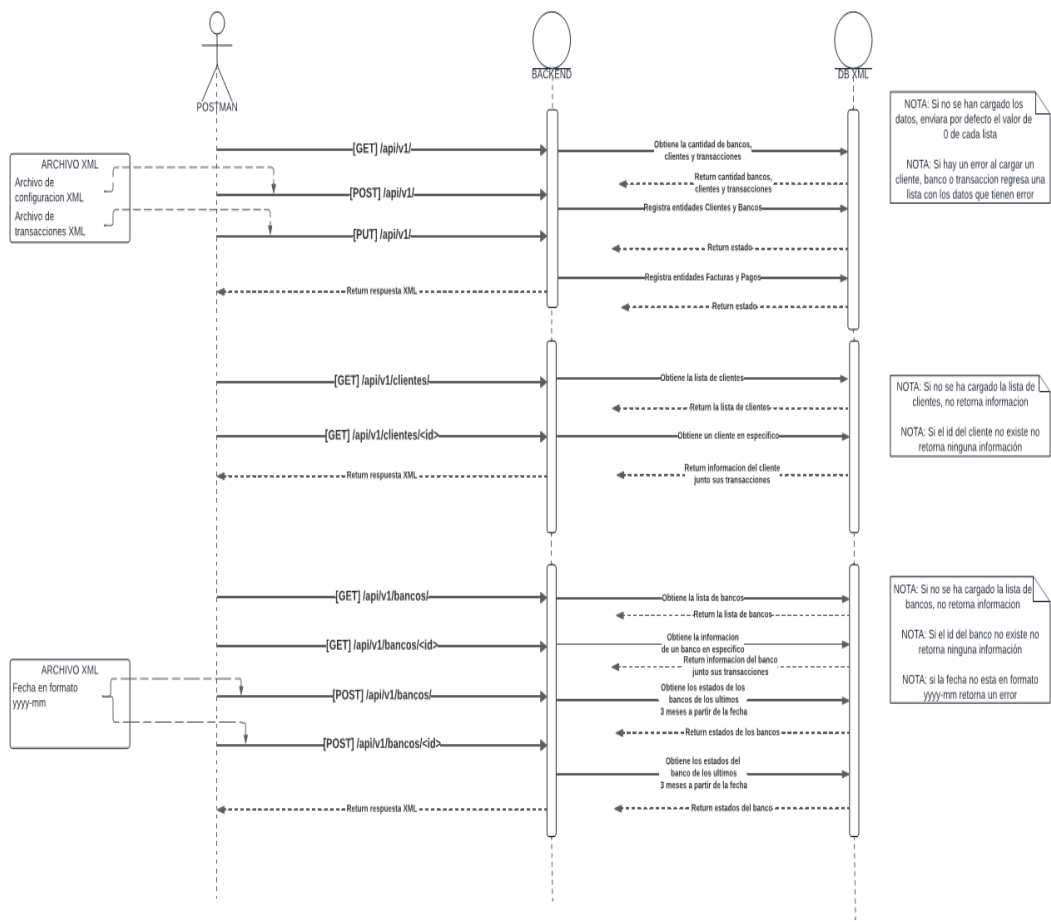 POSTMAN
BACKEND
DB XML
NOTA: Si no se han cargado los
datos, enviara por defecto el valor de
0 de cada lista
NOTA: Si hay un error al cargar un
cliente, banco o transaccion regresa una
lista con los datos que tienen error
ARCHIVO XML
Archivo de
configuracion XML
Archivo de
transacciones XML
[GET] /api/v1/
Obtiene la cantidad de bancos,
clientes y transacciones
Return cantidad bancos,
clientes y transacciones
[POST] /api/v1/
Registra entidades Clientes y Bancos
[PUT] /api/v1/
Return estado
Registra entidades Facturas y Pagos
Return respuesta XML
Return estado
[GET] /api/v1/clientes/
Obtiene la lista de clientes
Return la lista de clientes
[GET] /api/v1/clientes/<id>
Obtiene un cliente en especifico
Return respuesta XML
Return informacion del cliente
junto sus transacciones
NOTA: Si no se ha cargado la lista de
clientes, no retorna informacion
NOTA: Si el id del cliente no existe no
retorna ninguna información
[GET] /api/v1/bancos/
Obtiene la lista de bancos
Return la lista de bancos
[GET] /api/v1/bancos/<id>
Obtiene la informacion
de un banco en especifico
Return informacion del banco
junto sus transacciones
ARCHIVO XML
Fecha en formato
yyyy-mm
[POST] /api/v1/bancos/
Obtiene los estados de los
bancos de los ultimos
3 meses a partir de la fecha
Return estados de los bancos
[POST] /api/v1/bancos/<id>
Obtiene los estados del
banco de los ultimos
3 meses a partir de la fecha
Return respuesta XML
Return estados del banco
NOTA: Si no se ha cargado la lista de
bancos, no retorna informacion
NOTA: Si el id del banco no existe no
retorna ninguna información
NOTA: si la fecha no esta en formato
yyyy-mm retorna un error